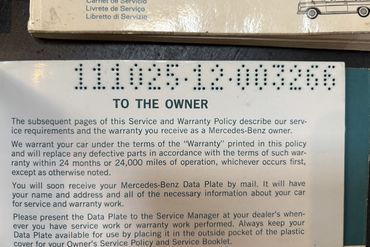 Carnet de Servicio
Livrete de Serviço
Libretto di Servizio
111025·12·003266
TO THE OWNER
The subsequent pages of this Service and Warranty Policy describe our serv-
ice requirements and the warranty you receive as a Mercedes-Benz owner.
We warrant your car under the terms of the "Warranty" printed in this policy
and will replace any defective parts in accordance with the terms of such war-
ranty within 24 months or 24,000 miles of operation, whichever occurs first,
except as otherwise noted.
You will soon receive your Mercedes-Benz Data Plate by mail. It will have
your name and address and all of the necessary information about your car
for service and warranty work.
Please present the Data Plate to the Service Manager at your dealer's when-
ever you have service work or warranty work performed. Always keep your
Data Plate available for use by placing it in the outside pocket of the plastic
cover for your Owner's Service Policy and Service Booklet.